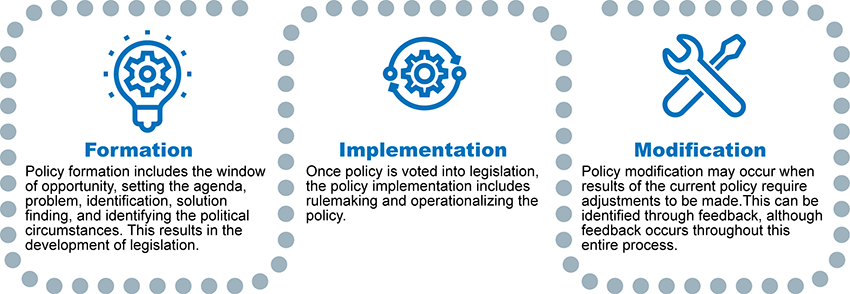 Formation
Policy formation includes the window
of opportunity, setting the agenda,
problem, identification, solution
finding, and identifying the political
circumstances. This results in the
development of legislation.
Implementation
Once policy is voted into legislation,
the policy implementation includes
rulemaking and operationalizing the
policy.
Modification
Policy modification may occur when
results of the current policy require
adjustments to be made.This can be
identified through feedback, although
feedback occurs throughout this
entire process.